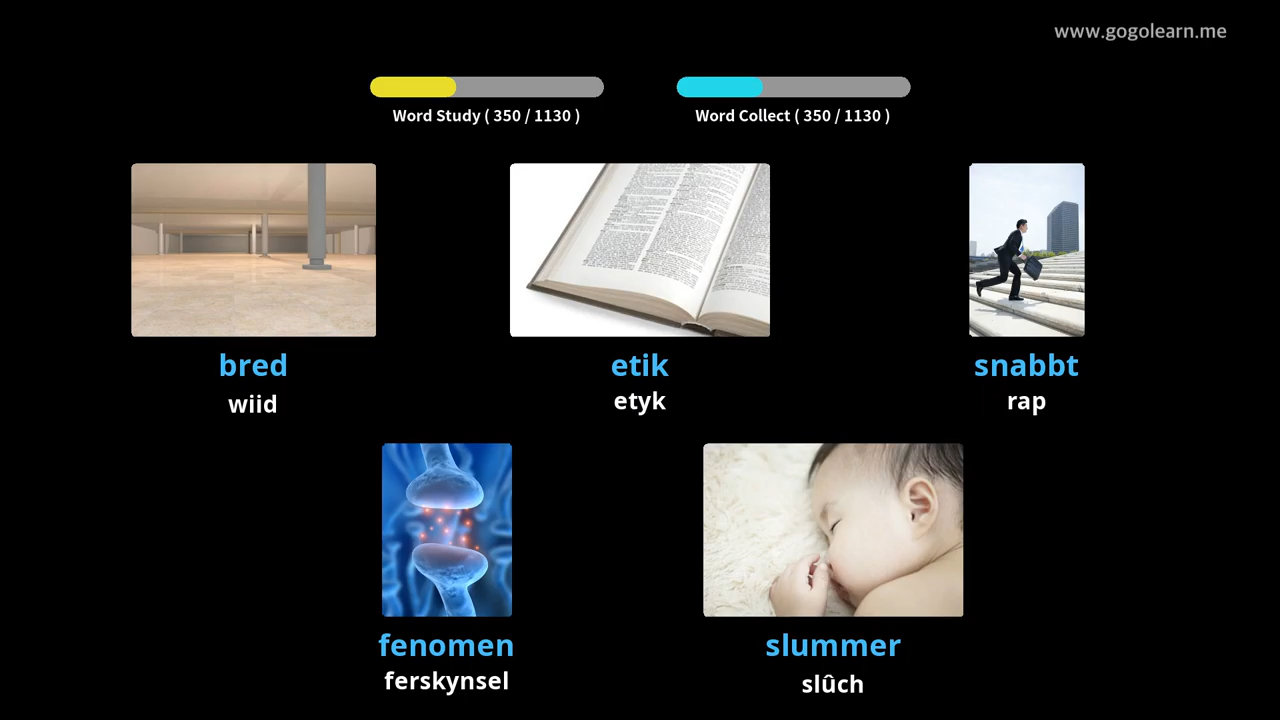 www.gogolearn.me
Word Study ( 350 / 1130 )
Word Collect ( 350 / 1130 )
bred
wiid
etik
etyk
snabbt
rap
fenomen
ferskynsel
slummer
slûch